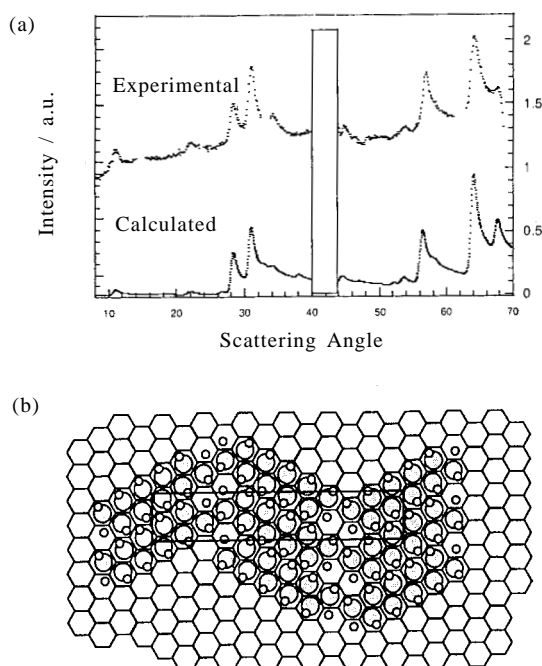 (a)
2
Experimental
1.5
1
Intensity / a.u.
Calculated
0.5
0
10 20 30 40 50 60 70
Scattering Angle
(b)